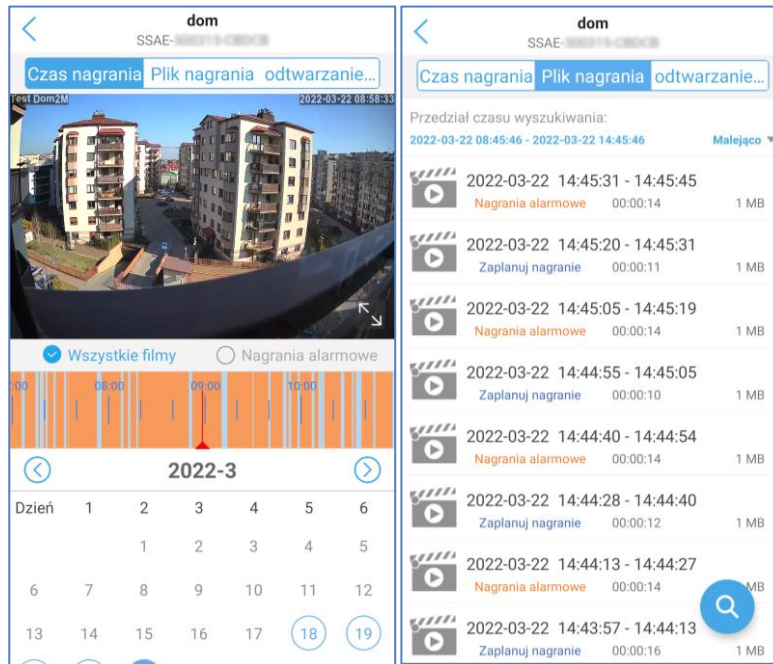 dom
SSAE-
Czas nagrania Plik nagrania odtwarzanie...
Test Dom2M 2022-03-22 08:58:33
Wszystkie filmy Nagrania alarmowe
:00 08:00 09:00 10:00
2022-3
Dzień 1 2 3 4 5 6
1 2 3 4 5
6 7 8 9 10 11 12
13 14 15 16 17 18 19
dom
SSAE-
Czas nagrania Plik nagrania odtwarzanie...
Przedział czasu wyszukiwania:
2022-03-22 08:45:46 - 2022-03-22 14:45:46 Malejąco
2022-03-22 14:45:31 - 14:45:45
Nagrania alarmowe 00:00:14 1 MB
2022-03-22 14:45:20 - 14:45:31
Zaplanuj nagranie 00:00:11 1 MB
2022-03-22 14:45:05 - 14:45:19
Nagrania alarmowe 00:00:14 1 MB
2022-03-22 14:44:55 - 14:45:05
Zaplanuj nagranie 00:00:10 1 MB
2022-03-22 14:44:40 - 14:44:54
Nagrania alarmowe 00:00:14 1 MB
2022-03-22 14:44:28 - 14:44:40
Zaplanuj nagranie 00:00:12 1 MB
2022-03-22 14:44:13 - 14:44:27
Nagrania alarmowe 00:00:14 MB
2022-03-22 14:43:57 - 14:44:13
Zaplanuj nagranie 00:00:16 1 MB